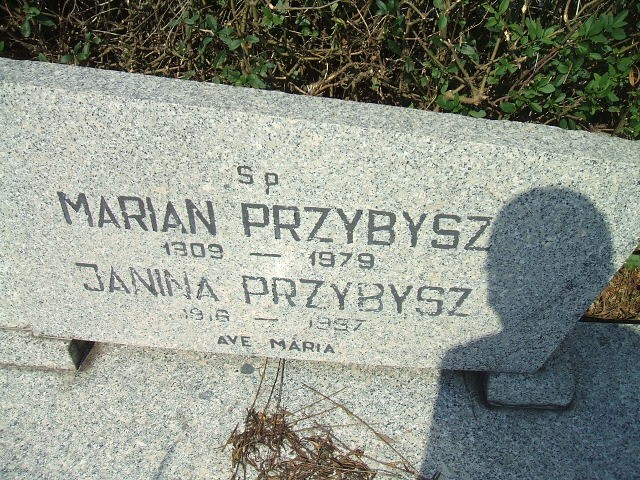 Sp
MARIAN PRZYBYSZ
1909 — 1979
JANINA PRZYBYSZ
1916 — 1997
AVE MARIA